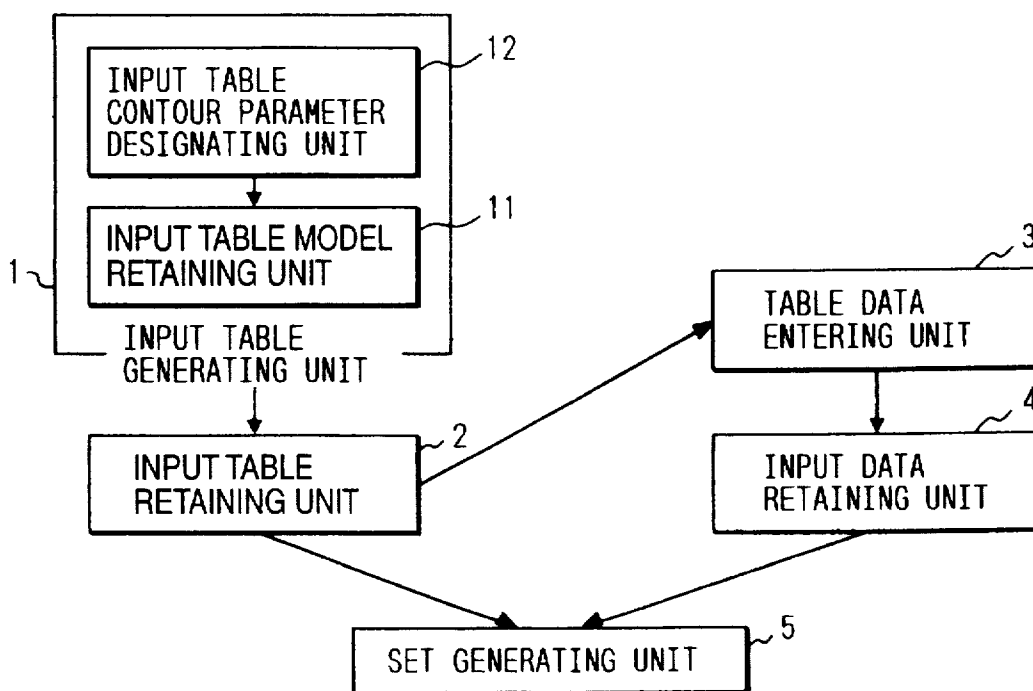 12
INPUT TABLE
CONTOUR PARAMETER
DESIGNATING UNIT
11
INPUT TABLE MODEL
RETAINING UNIT
1
INPUT TABLE
GENERATING UNIT
2
INPUT TABLE
RETAINING UNIT
3
TABLE DATA
ENTERING UNIT
4
INPUT DATA
RETAINING UNIT
5
SET GENERATING UNIT